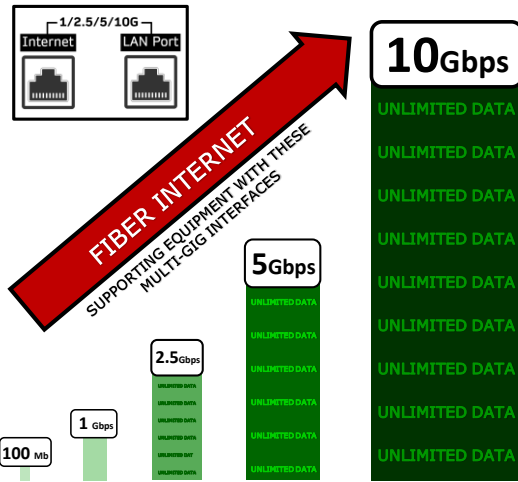 1/2.5/5/10G
Internet
LAN Port
10Gbps
FIBER INTERNET
SUPPORTING EQUIPMENT WITH THESE
MULTI-GIG INTERFACES
UNLIMITED DATA
UNLIMITED DATA
UNLIMITED DATA
UNLIMITED DATA
UNLIMITED DATA
UNLIMITED DATA
UNLIMITED DATA
UNLIMITED DATA
UNLIMITED DATA
5Gbps
UNLIMITED DATA
UNLIMITED DATA
UNLIMITED DATA
UNLIMITED DATA
UNLIMITED DATA
UNLIMITED DATA
2.5Gbps
UNLIMITED DATA
UNLIMITED DATA
UNLIMITED DATA
UNLIMITED DATA
UNLIMITED DAT
UNLIMITED DATA
1 Gbps
100 Mb